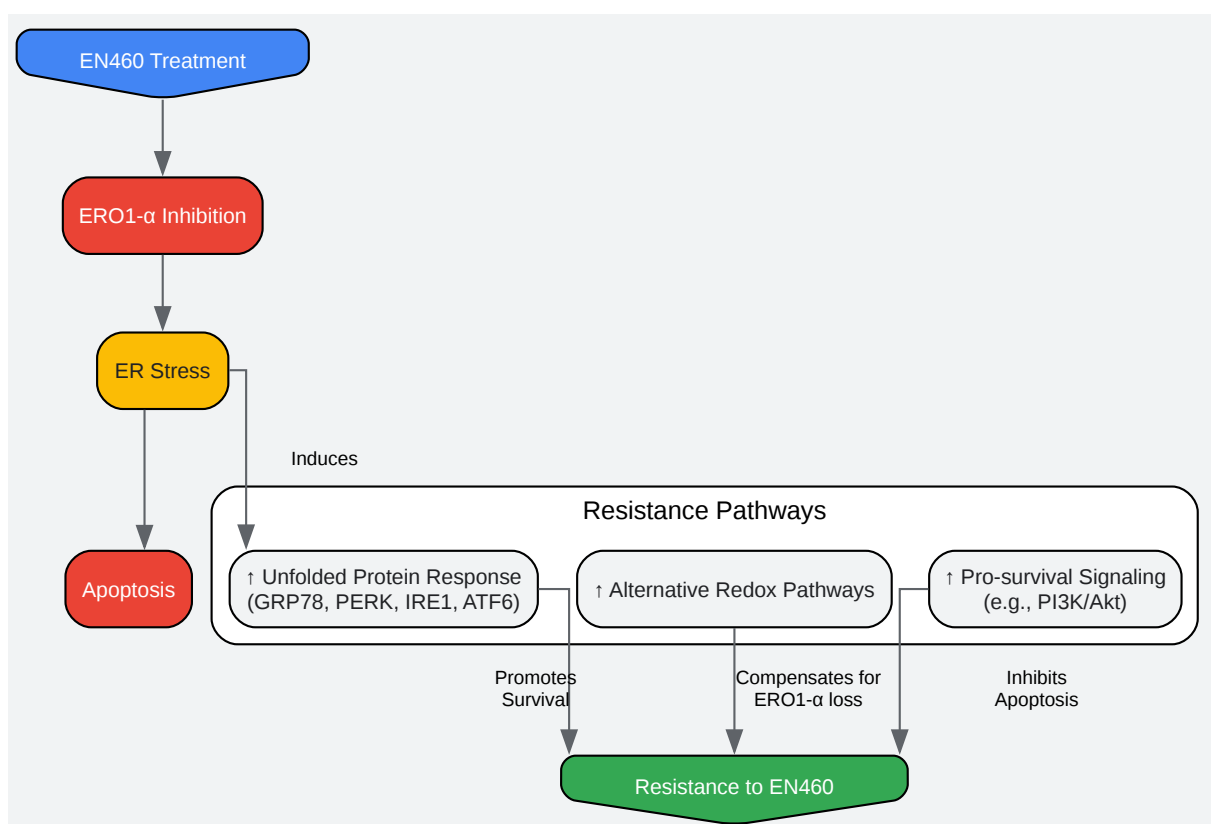 EN460 Treatment
ERO1-α Inhibition
ER Stress
Induces
Resistance Pathways
Apoptosis
↑ Unfolded Protein Response
(GRP78, PERK, IRE1, ATF6)
↑ Alternative Redox Pathways
↑ Pro-survival Signaling
(e.g., PI3K/Akt)
Promotes
Survival
Compensates for
ERO1-α loss
Inhibits
Apoptosis
Resistance to EN460